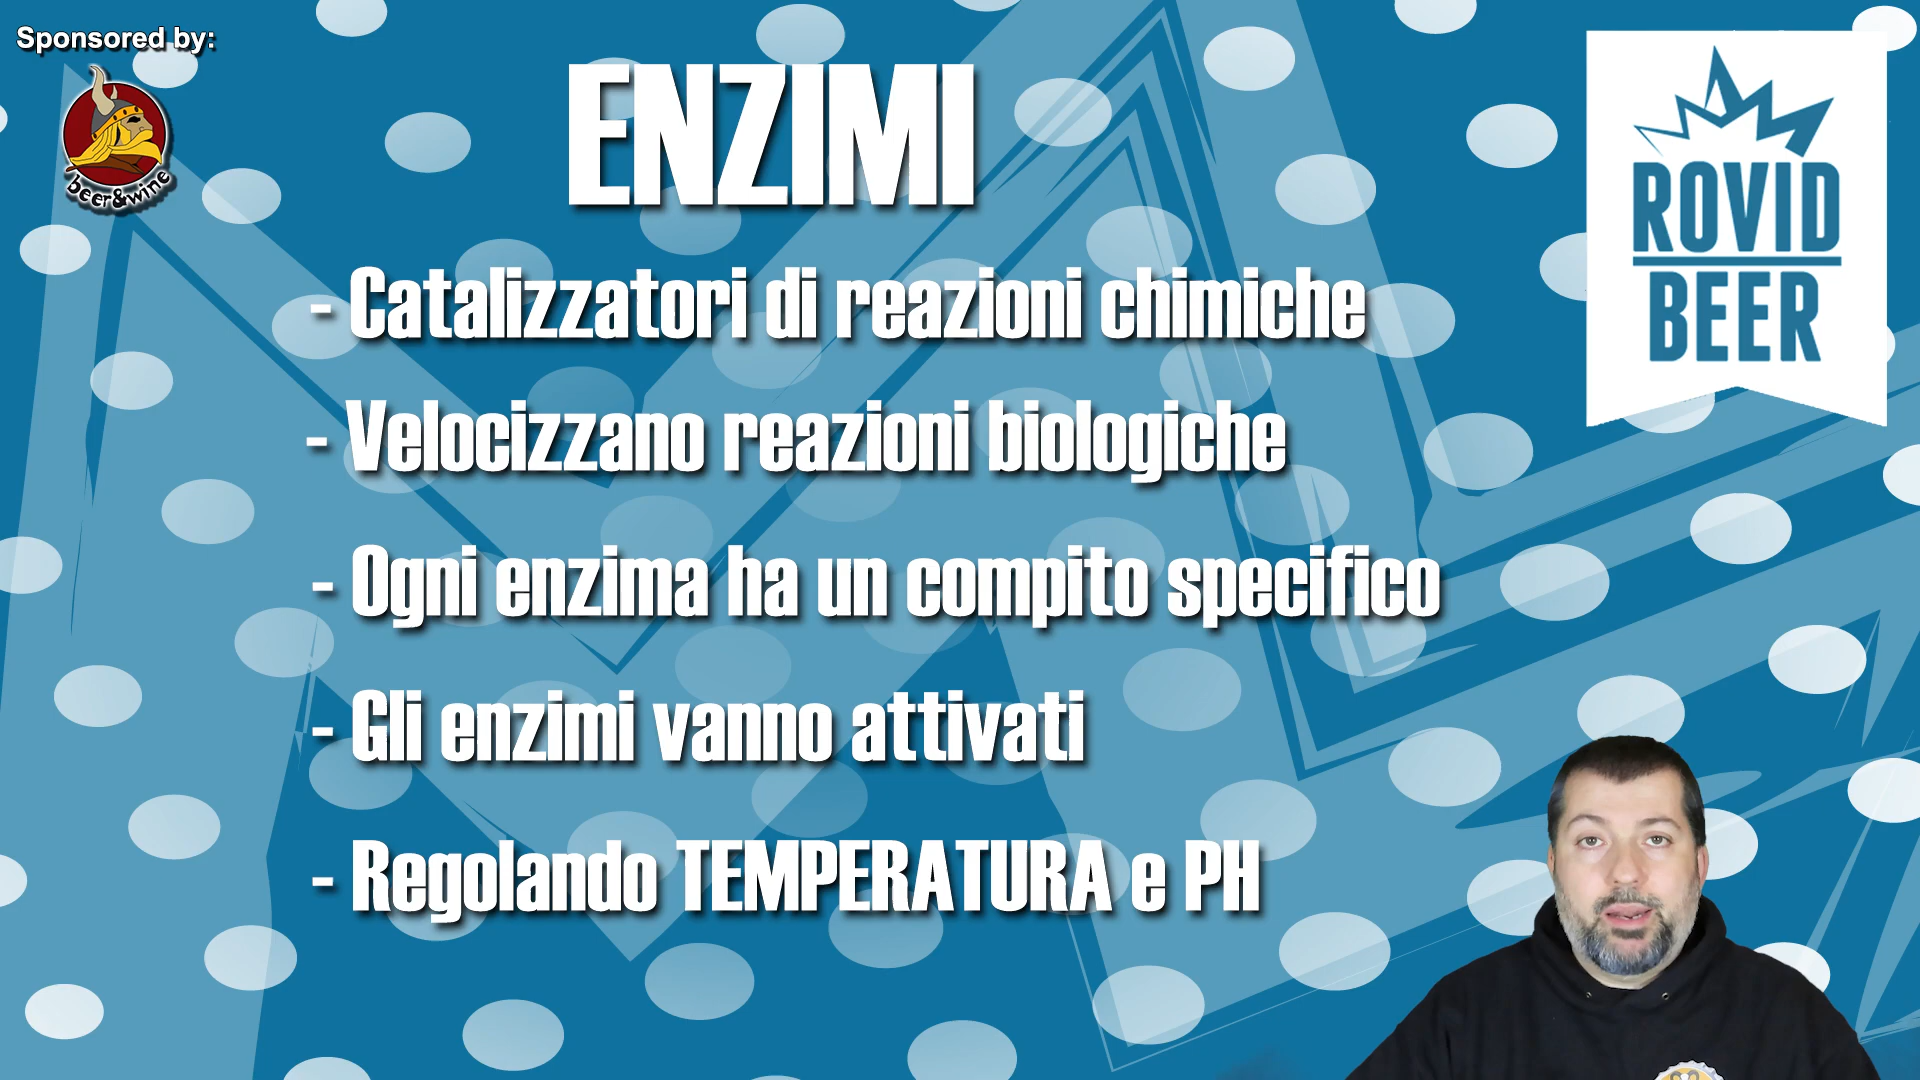 Sponsored by:
beer&wine
ENZIMI
- Catalizzatori di reazioni chimiche
- Velocizzano reazioni biologiche
- Ogni enzima ha un compito specifico
- Gli enzimi vanno attivati
- Regolando TEMPERATURA e PH
ROVID
BEER